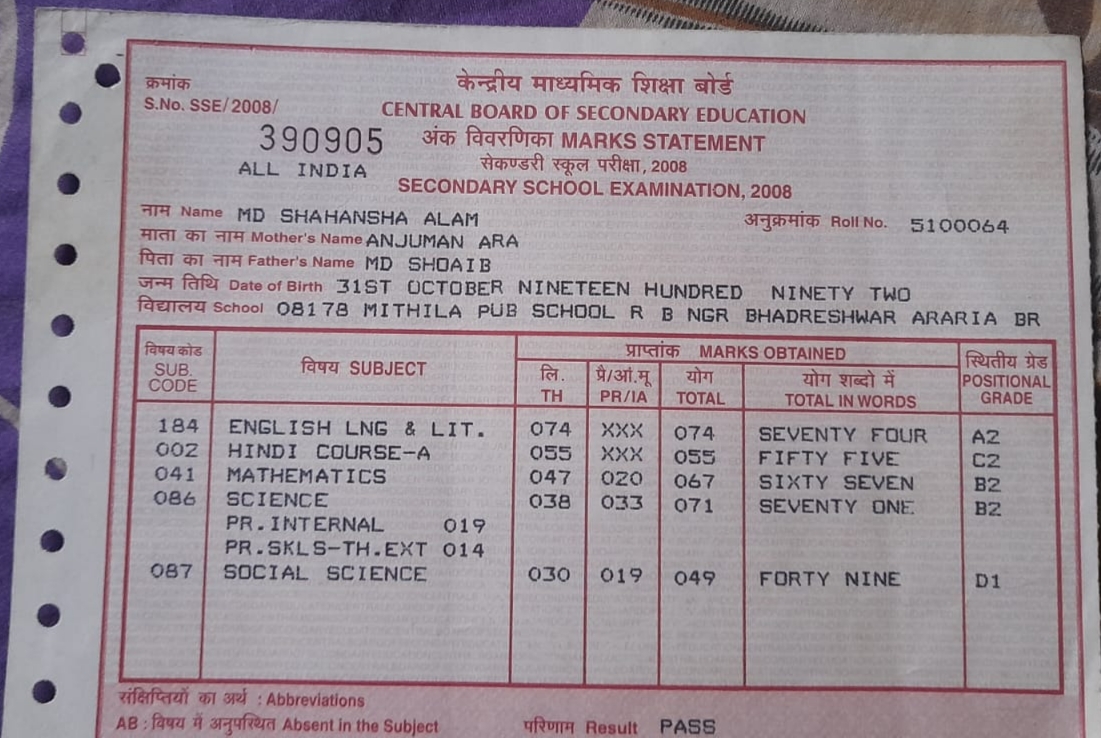 क्रमांक
केन्द्रीय माध्यमिक शिक्षा बोर्ड
S.No. SSE/2008/
CENTRAL BOARD OF SECONDARY EDUCATION
390905
अंक विवरणिका MARKS STATEMENT
ALL INDIA
सेकण्डरी स्कूल परीक्षा, 2008
SECONDARY SCHOOL EXAMINATION, 2008
नाम Name MD SHAHANSHA ALAM अनुक्रमांक Roll No. 5100064
माता का नाम Mother's Name ANJUMAN ARA
पिता का नाम Father's Name MD SHOAIB
जन्म तिथि Date of Birth 31ST OCTOBER NINETEEN HUNDRED NINETY TWO
विद्यालय School 08178 MITHILA PUB SCHOOL R B NGR BHADRESHWAR ARARIA BR
विषय कोड SUB. CODE
विषय SUBJECT
प्राप्तांक MARKS OBTAINED
लि. TH
प्रै/आं.मू PR/IA
योग TOTAL
योग शब्दो में TOTAL IN WORDS
स्थितीय ग्रेड POSITIONAL GRADE
184 ENGLISH LNG & LIT. 074 XXX 074 SEVENTY FOUR A2
002 HINDI COURSE-A 055 XXX 055 FIFTY FIVE C2
041 MATHEMATICS 047 020 067 SIXTY SEVEN B2
086 SCIENCE 038 033 071 SEVENTY ONE B2
PR.INTERNAL 019
PR.SKLS-TH.EXT 014
087 SOCIAL SCIENCE 030 019 049 FORTY NINE D1
संक्षिप्तियों का अर्थ : Abbreviations
AB : विषय में अनुपस्थित Absent in the Subject परिणाम Result PASS